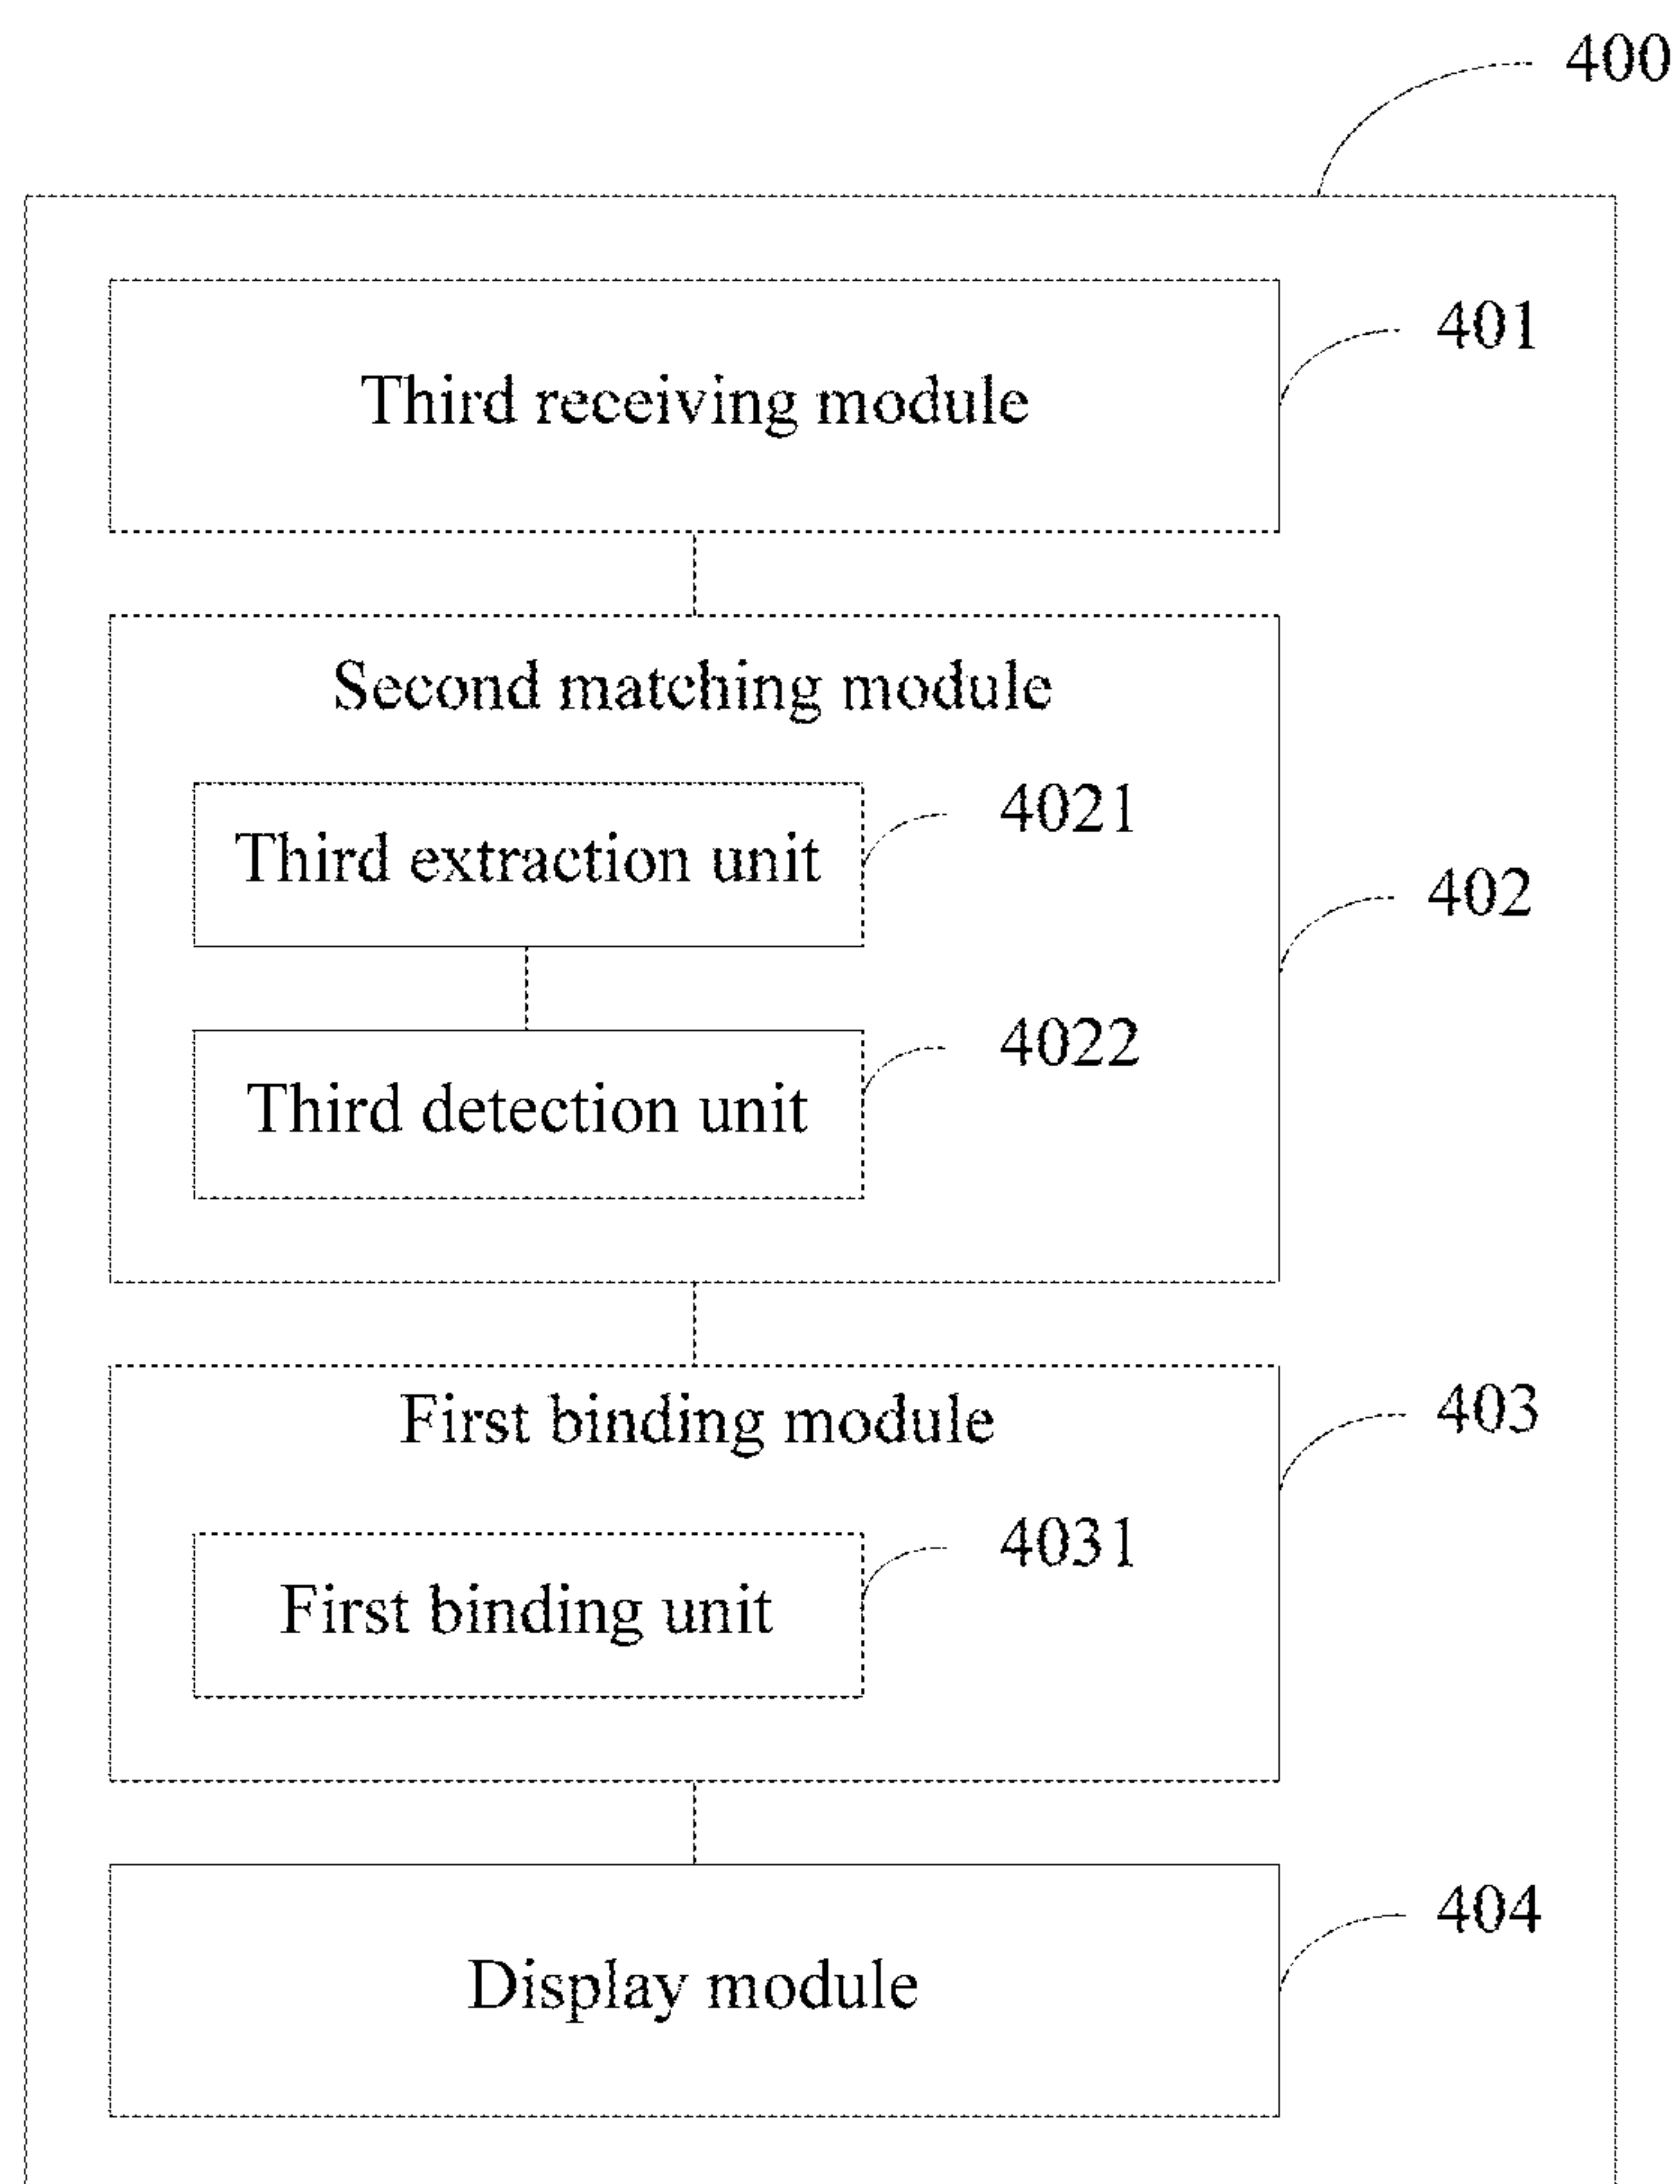 400
Third receiving module
401
Second matching module
Third extraction unit
4021
402
Third detection unit
4022
First binding module
403
First binding unit
4031
Display module
404